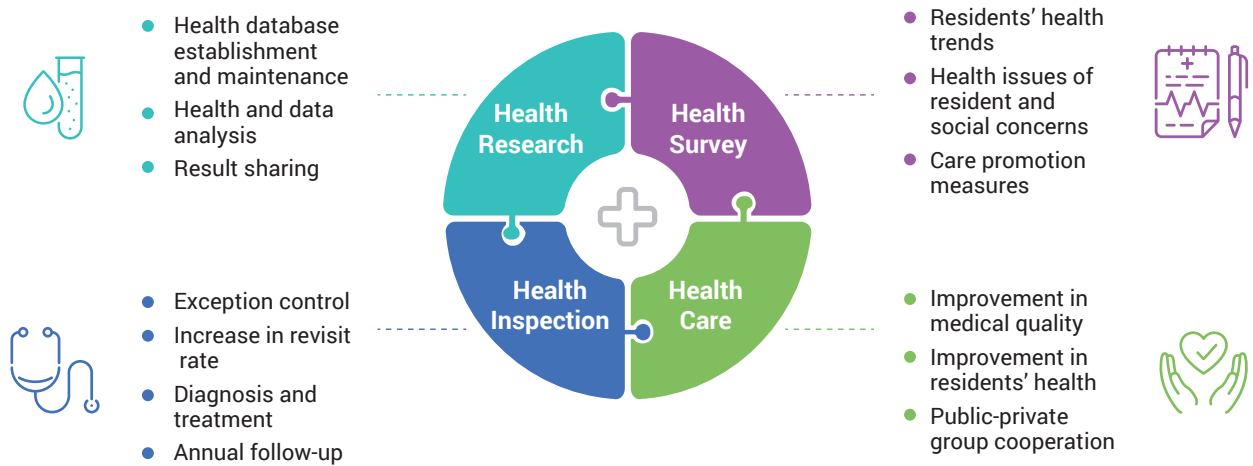 Health database
establishment
and maintenance
Health and data
analysis
Result sharing
Health
Research
Health
Survey
Residents’ health
trends
Health issues of
resident and
social concerns
Care promotion
measures
Exception control
Increase in revisit
rate
Diagnosis and
treatment
Annual follow-up
Health
Inspection
Health
Care
Improvement in
medical quality
Improvement in
residents’ health
Public-private
group cooperation